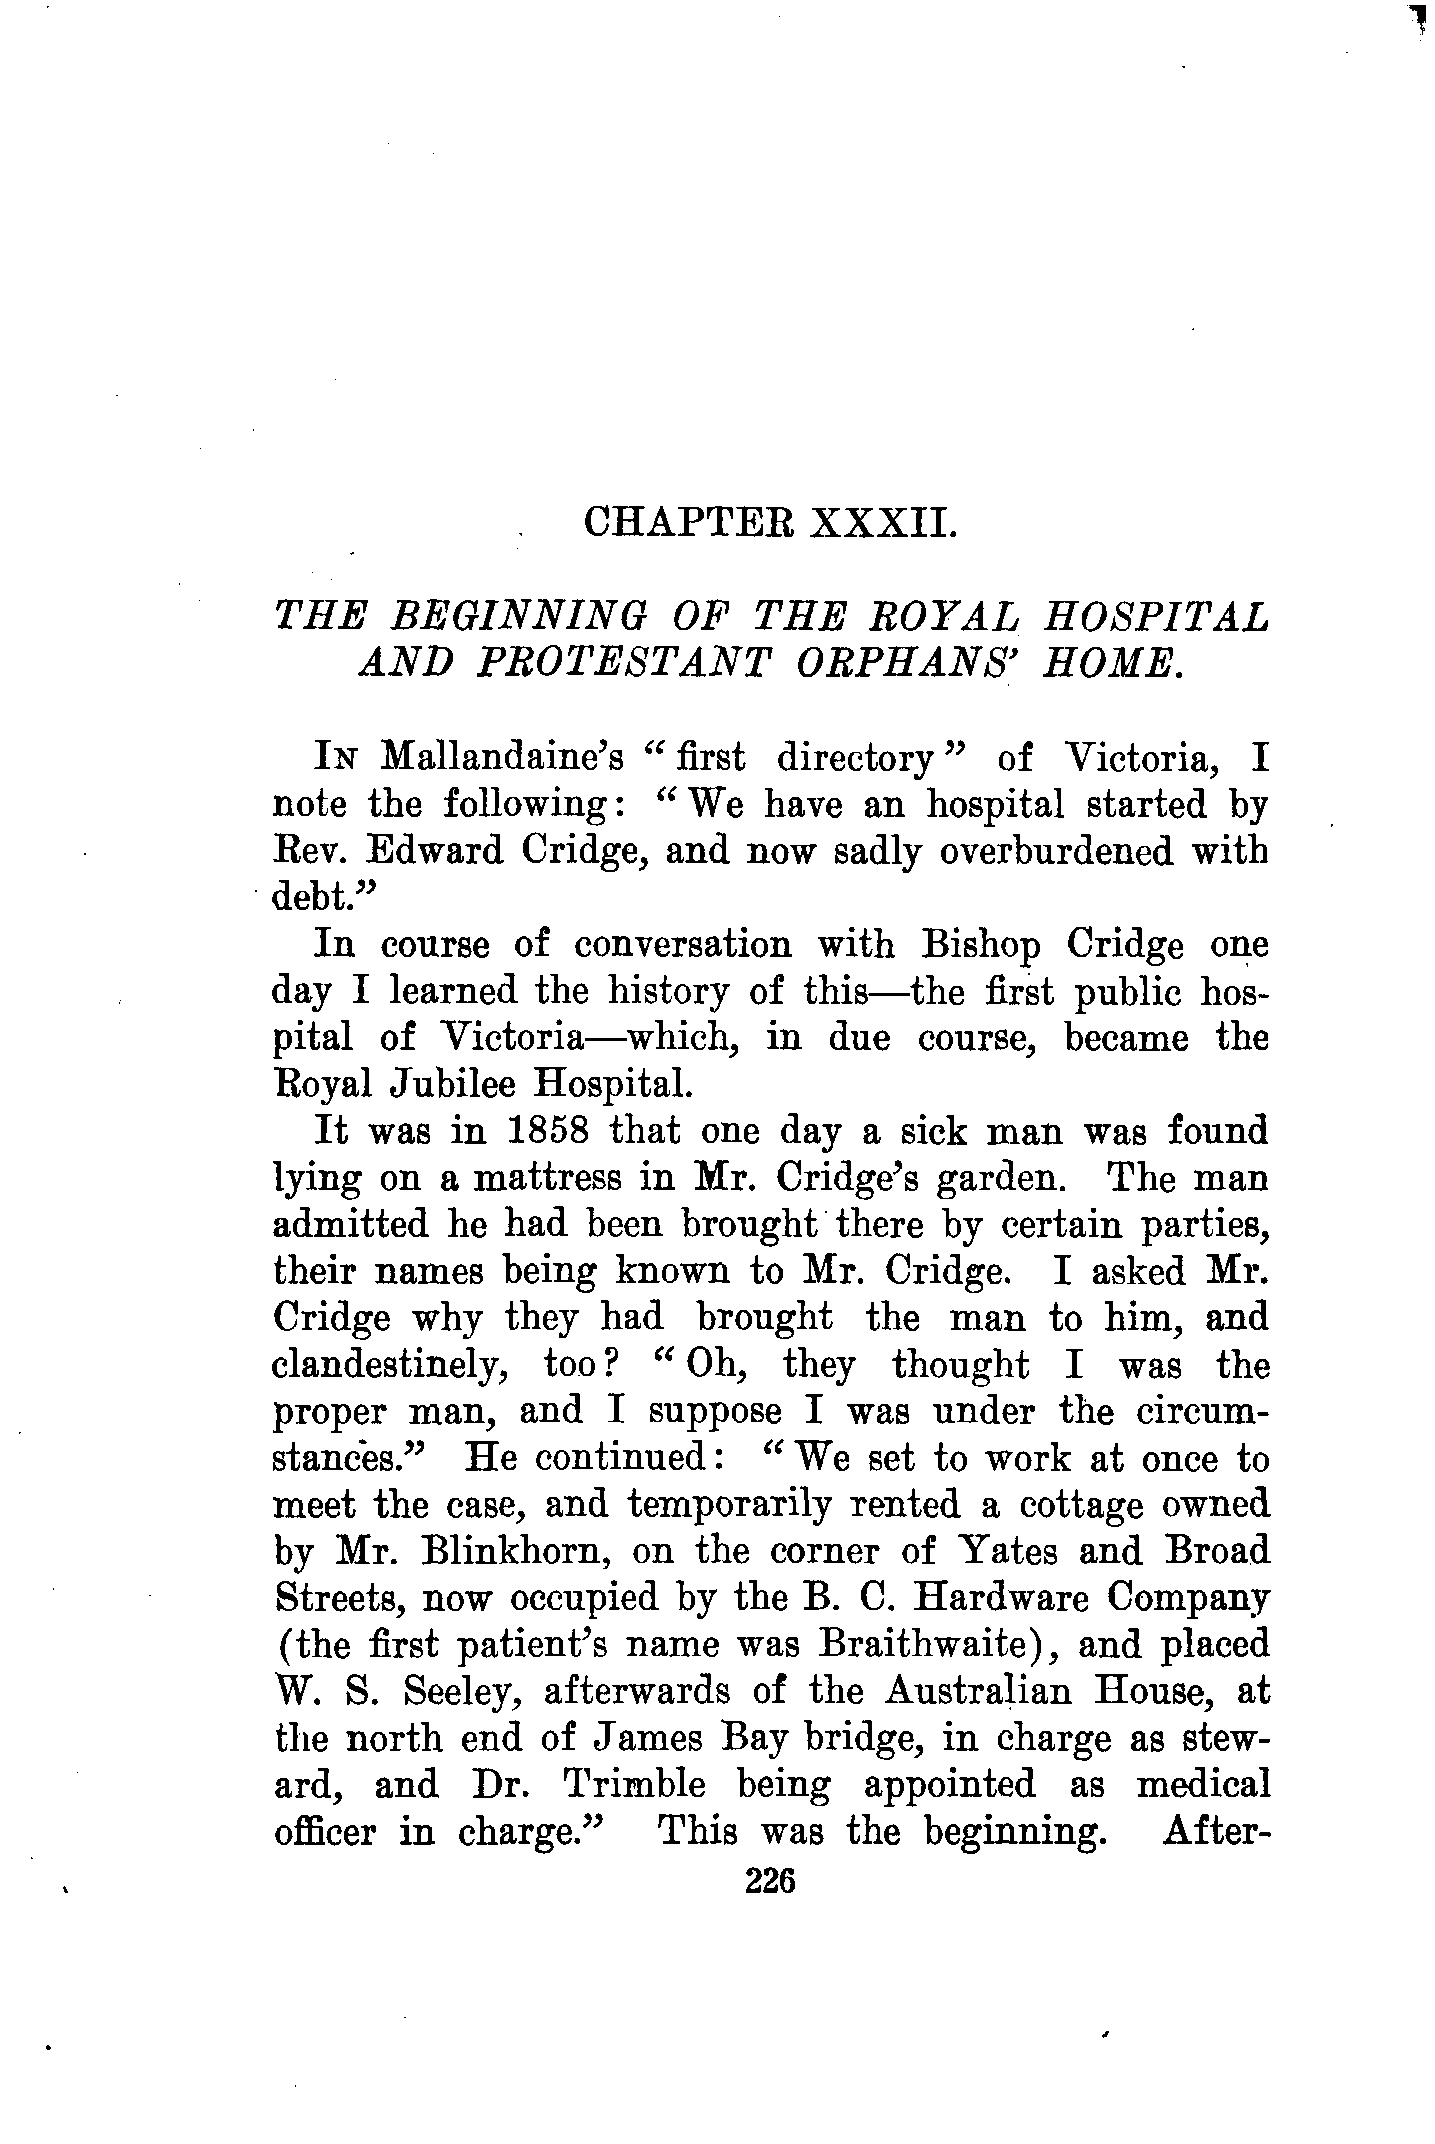 CHAPTER XXXII.
THE BEGINNING OF THE ROYAL HOSPITAL
AND PROTESTANT ORPHANS' HOME.
IN Mallandaine's "first directory" of Victoria, I
note the following: "We have an hospital started by
Rev. Edward Cridge, and now sadly overburdened with
debt."
In course of conversation with Bishop Cridge one
day I learned the history of this—the first public hos-
pital of Victoria—which, in due course, became the
Royal Jubilee Hospital.
It was in 1858 that one day a sick man was found
lying on a mattress in Mr. Cridge's garden. The man
admitted he had been brought there by certain parties,
their names being known to Mr. Cridge. I asked Mr.
Cridge why they had brought the man to him, and
clandestinely, too? "Oh, they thought I was the
proper man, and I suppose I was under the circum-
stances." He continued: "We set to work at once to
meet the case, and temporarily rented a cottage owned
by Mr. Blinkhorn, on the corner of Yates and Broad
Streets, now occupied by the B. C. Hardware Company
(the first patient's name was Braithwaite), and placed
W. S. Seeley, afterwards of the Australian House, at
the north end of James Bay bridge, in charge as stew-
ard, and Dr. Trimble being appointed as medical
officer in charge." This was the beginning. After-
226